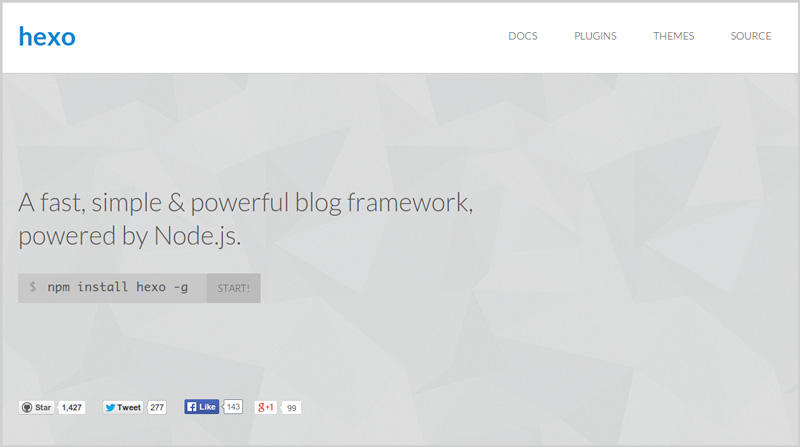 hexo
DOCS PLUGINS THEMES SOURCE
A fast, simple & powerful blog framework,
powered by Node.js.
$ npm install hexo -g START!
Star 1,427 Tweet 277 Like 143 g+1 99